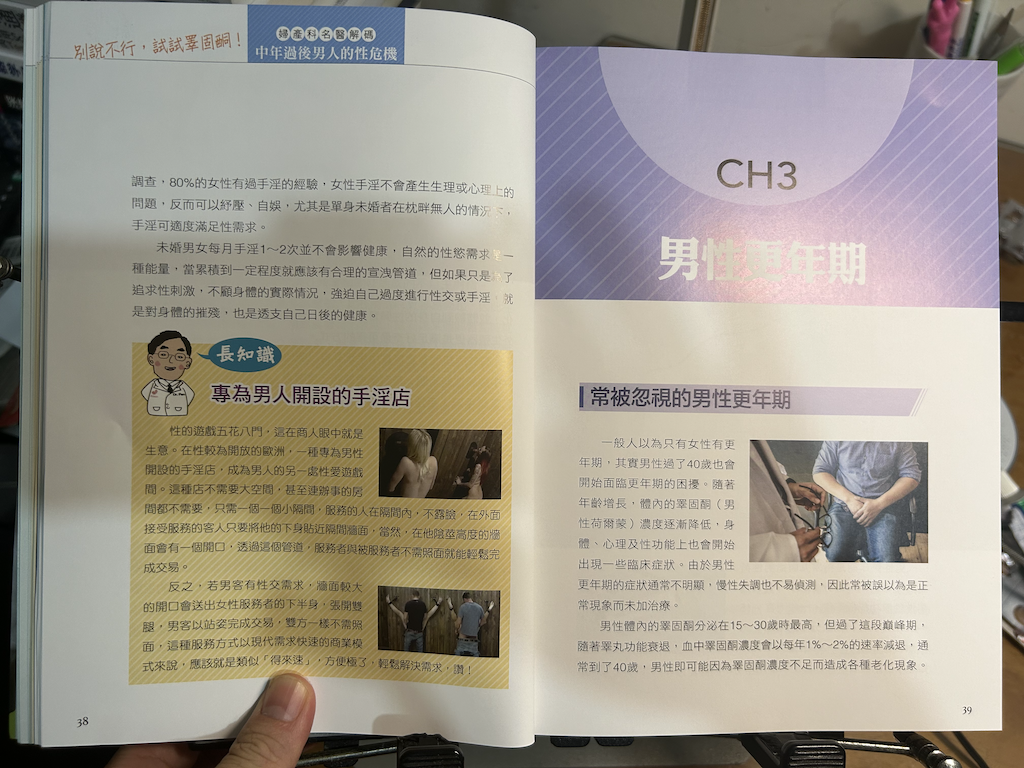 別說不行，試試睪固酮！
婦產科名醫解碼
中年過後男人的性危機
調查，80%的女性有過手淫的經驗，女性手淫不會產生生理或心理上的
問題，反而可以紓壓、自娛，尤其是單身未婚者在枕畔無人的情況下，
手淫可適度滿足性需求。
未婚男女每月手淫1～2次並不會影響健康，自然的性慾需求是一
種能量，當累積到一定程度就應該有合理的宣洩管道，但如果只是為了
追求性刺激，不顧身體的實際情況，強迫自己過度進行性交或手淫，就
是對身體的摧殘，也是透支自己日後的健康。
長知識
專為男人開設的手淫店
性的遊戲五花八門，這在商人眼中就是
生意。在性較為開放的歐洲，一種專為男性
開設的手淫店，成為男人的另一處性愛遊戲
間。這種店不需要大空間，甚至連辦事的房
間都不需要，只需一個一個小隔間，服務的人在隔間內，不露臉，在外面
接受服務的客人只要將他的下身貼近隔間牆面，當然，在他陰莖高度的牆
面會有一個開口，透過這個管道，服務者與被服務者不需照面就能輕鬆完
成交易。
反之，若男客有性交需求，牆面較大
的開口會送出女性服務者的下半身，張開雙
腿，男客以站姿完成交易，雙方一樣不需照
面，這種服務方式以現代需求快速的商業模
式來說，應該就是類似「得來速」，方便極了，輕鬆解決需求，讚！
38
CH3
男性更年期
常被忽視的男性更年期
一般人以為只有女性有更
年期，其實男性過了40歲也會
開始面臨更年期的困擾。隨著
年齡增長，體內的睪固酮（男
性荷爾蒙）濃度逐漸降低，身
體、心理及性功能上也會開始
出現一些臨床症狀。由於男性
更年期的症狀通常不明顯，慢性失調也不易偵測，因此常被誤以為是正
常現象而未加治療。
男性體內的睪固酮分泌在15～30歲時最高，但過了這段巔峰期，
隨著睪丸功能衰退，血中睪固酮濃度會以每年1%～2%的速率減退，通
常到了40歲，男性即可能因為睪固酮濃度不足而造成各種老化現象。
39